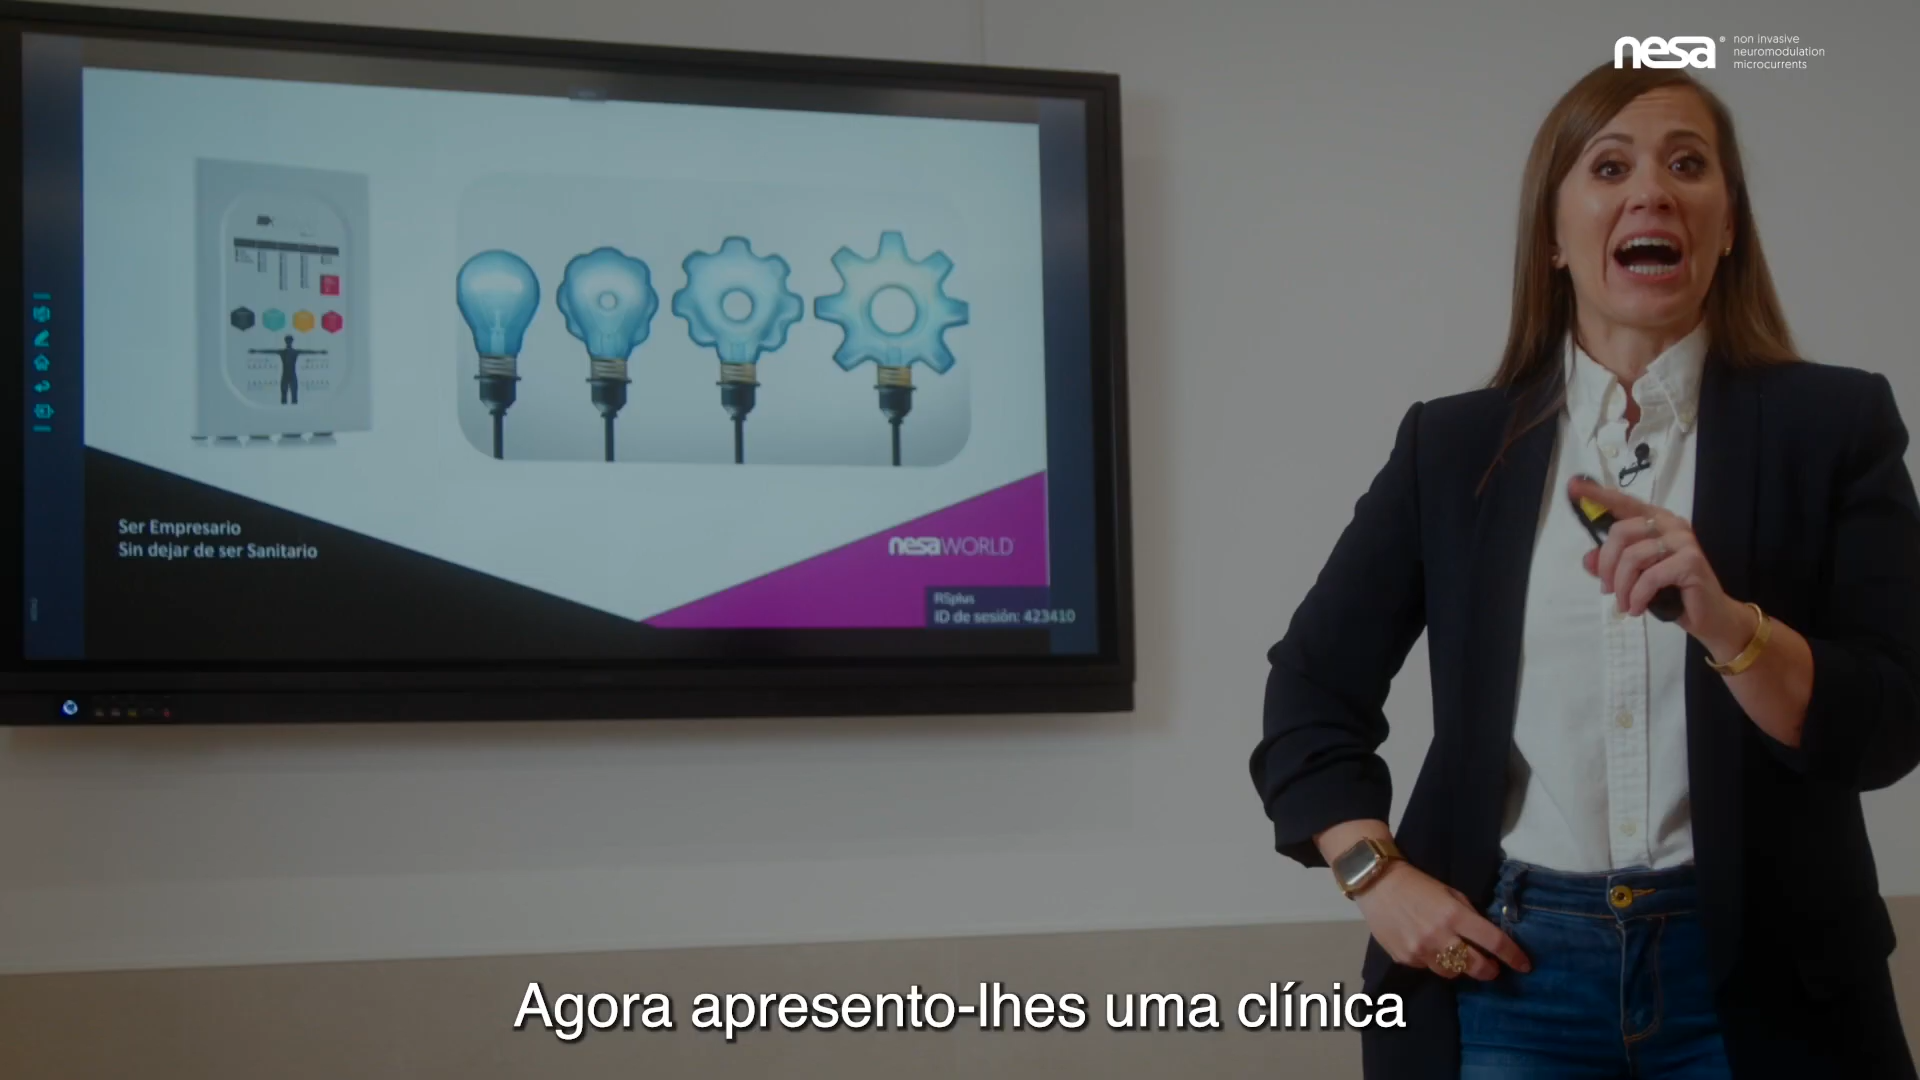 nesa®
non invasive
neuromodulation
microcurrents
Ser Empresario
Sin dejar de ser Sanitario
nesaWORLD
RSplus
ID de sesión: 423410
Agora apresento-lhes uma clínica